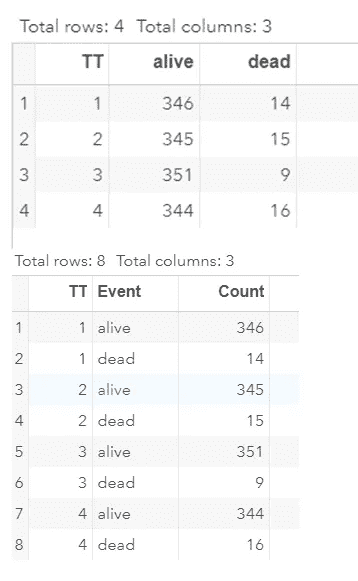 Total rows: 4 Total columns: 3
TT alive dead
1 1 346 14
2 2 345 15
3 3 351 9
4 4 344 16
Total rows: 8 Total columns: 3
TT Event Count
1 1 alive 346
2 1 dead 14
3 2 alive 345
4 2 dead 15
5 3 alive 351
6 3 dead 9
7 4 alive 344
8 4 dead 16